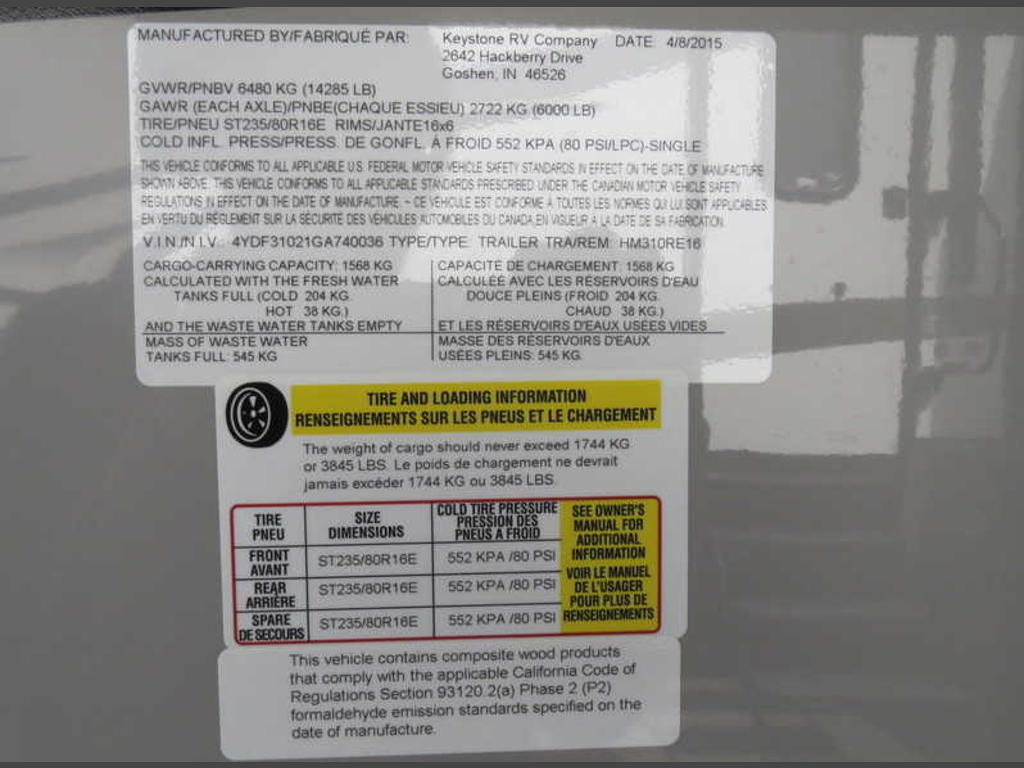 MANUFACTURED BY/FABRIQUÉ PAR: Keystone RV Company DATE: 4/8/2015
2642 Hackberry Drive
Goshen, IN 46526
GVWR/PNBV 6480 KG (14285 LB)
GAWR (EACH AXLE)/PNBE(CHAQUE ESSIEU) 2722 KG (6000 LB)
TIRE/PNEU ST235/80R16E RIMS/JANTE16x6
COLD INFL. PRESS/PRESS. DE GONFL. À FROID 552 KPA (80 PSI/LPC)-SINGLE
THIS VEHICLE CONFORMS TO ALL APPLICABLE U.S. FEDERAL MOTOR VEHICLE SAFETY STANDARDS IN EFFECT ON THE DATE OF MANUFACTURE
SHOWN ABOVE. THIS VEHICLE CONFORMS TO ALL APPLICABLE STANDARDS PRESCRIBED UNDER THE CANADIAN MOTOR VEHICLE SAFETY
REGULATIONS IN EFFECT ON THE DATE OF MANUFACTURE. ~ CE VÉHICULE EST CONFORME À TOUTES LES NORMES QUI LUI SONT APPLICABLES
EN VERTU DU RÉGLEMENT SUR LA SÉCURITÉ DES VÉHICULES AUTOMOBILES DU CANADA,EN VIGUEUR À LA DATE DE SA FABRICATION.
V.I.N./N.I.V.: 4YDF31021GA740036 TYPE/TYPE: TRAILER TRA/REM: HM310RE16
CARGO-CARRYING CAPACITY: 1568 KG
CALCULATED WITH THE FRESH WATER
TANKS FULL (COLD 204 KG.
HOT 38 KG.)
AND THE WASTE WATER TANKS EMPTY
MASS OF WASTE WATER
TANKS FULL: 545 KG
CAPACITÉ DE CHARGEMENT: 1568 KG
CALCULÉE AVEC LES RÉSERVOIRS D'EAU
DOUCE PLEINS (FROID 204 KG.
CHAUD 38 KG.)
ET LES RÉSERVOIRS D'EAUX USÉES VIDES
MASSE DES RÉSERVOIRS D'EAUX
USÉES PLEINS: 545 KG.
TIRE AND LOADING INFORMATION
RENSEIGNEMENTS SUR LES PNEUS ET LE CHARGEMENT
The weight of cargo should never exceed 1744 KG
or 3845 LBS. Le poids de chargement ne devrait
jamais excéder 1744 KG ou 3845 LBS.
TIRE
PNEU
SIZE
DIMENSIONS
COLD TIRE PRESSURE
PRESSION DES
PNEUS A FROID
FRONT
AVANT
ST235/80R16E
552 KPA /80 PSI
REAR
ARRIÈRE
ST235/80R16E
552 KPA /80 PSI
SPARE
DE SECOURS
ST235/80R16E
552 KPA /80 PSI
SEE OWNER'S
MANUAL FOR
ADDITIONAL
INFORMATION
VOIR LE MANUEL
DE L'USAGER
POUR PLUS DE
RENSEIGNEMENTS
This vehicle contains composite wood products
that comply with the applicable California Code of
Regulations Section 93120.2(a) Phase 2 (P2)
formaldehyde emission standards specified on the
date of manufacture.